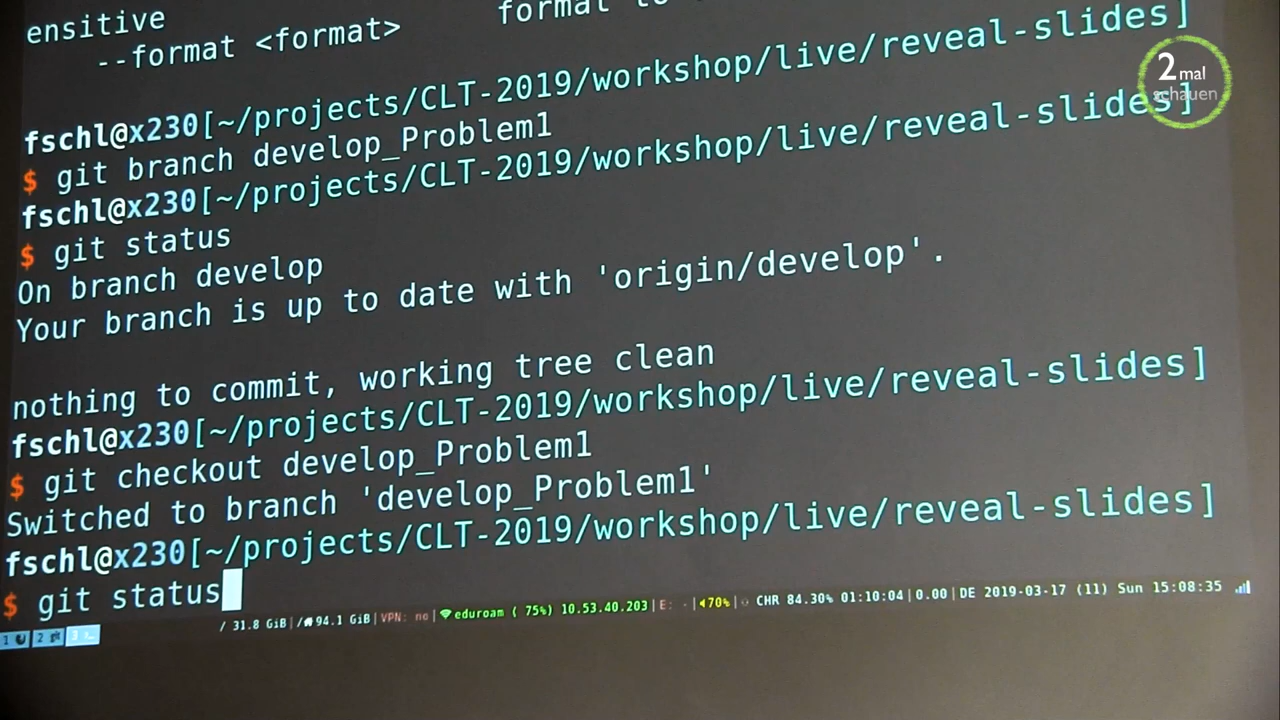 ensitive
--format <format> format
fschl@x230[~/projects/CLT-2019/workshop/live/reveal-slides]
$ git branch develop_Problem1
fschl@x230[~/projects/CLT-2019/workshop/live/reveal-slides]
$ git status
On branch develop
Your branch is up to date with 'origin/develop'.
nothing to commit, working tree clean
fschl@x230[~/projects/CLT-2019/workshop/live/reveal-slides]
$ git checkout develop_Problem1
Switched to branch 'develop_Problem1'
fschl@x230[~/projects/CLT-2019/workshop/live/reveal-slides]
$ git status
1 2 3 / 31.8 GiB|/ 94.1 GiB|VPN: no| eduroam ( 75%) 10.53.40.203|E: -| 70%| CHR 84.30% 01:10:04|0.00|DE 2019-03-17 (11) Sun 15:08:35
2mal
schauen